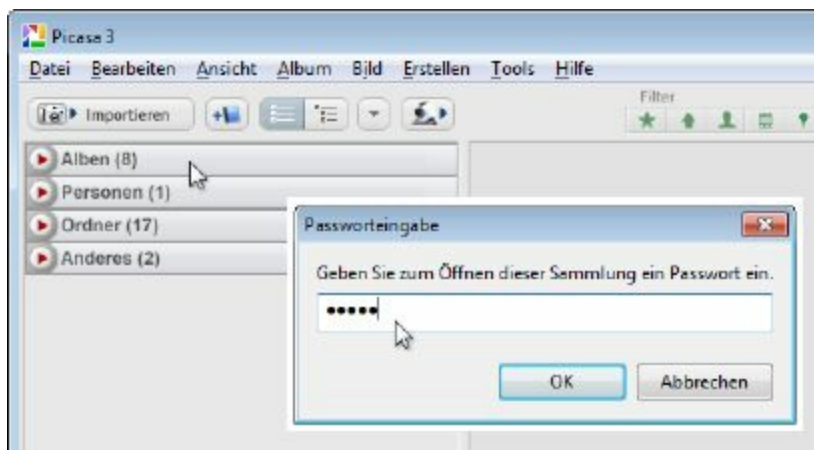 Picasa 3
Datei Bearbeiten Ansicht Album Bild Erstellen Tools Hilfe
Importieren
Filter
Alben (8)
Personen (1)
Ordner (17)
Anderes (2)
Passworteingabe
Geben Sie zum Öffnen dieser Sammlung ein Passwort ein.
•••••
OK Abbrechen